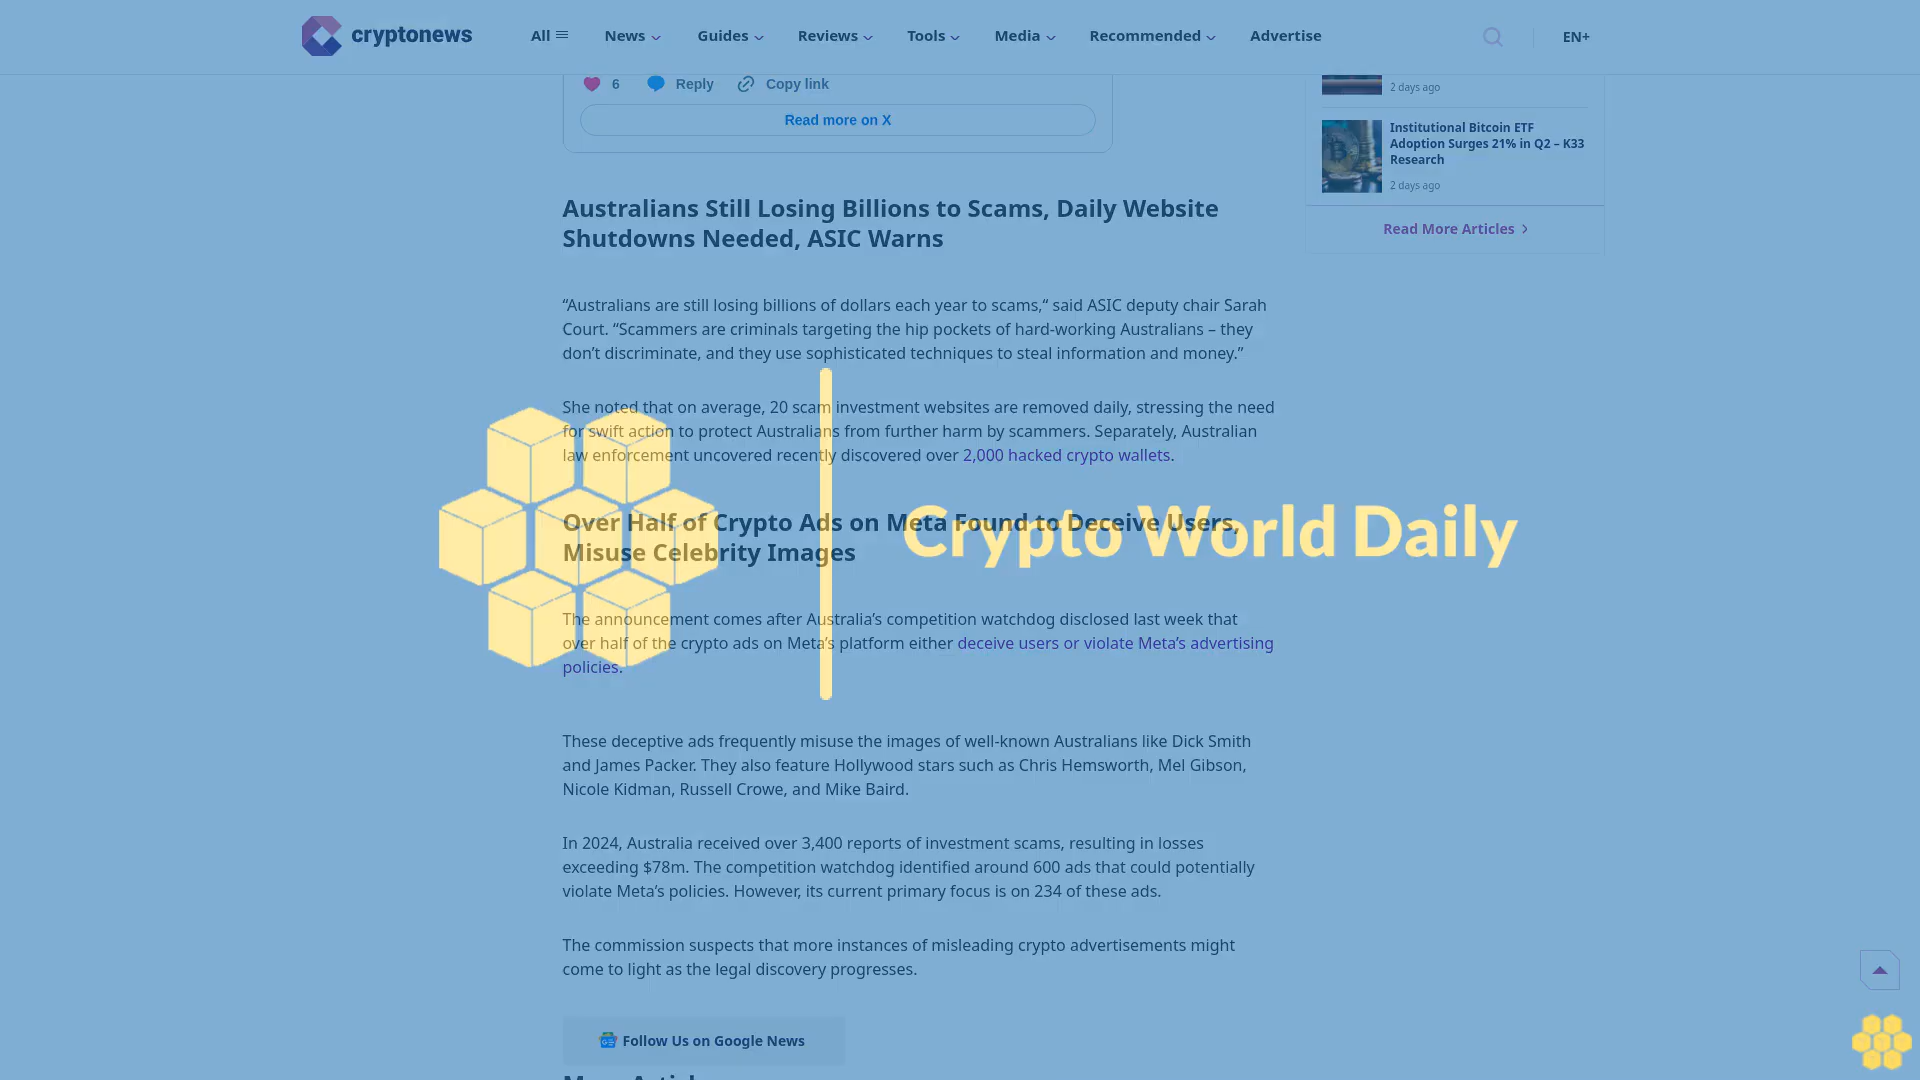 cryptonews
All
News
Guides
Reviews
Tools
Media
Recommended
Advertise
EN+
6
Reply
Copy link
Read more on X
2 days ago
Institutional Bitcoin ETF
Adoption Surges 21% in Q2 – K33
Research
2 days ago
Read More Articles
Australians Still Losing Billions to Scams, Daily Website
Shutdowns Needed, ASIC Warns
“Australians are still losing billions of dollars each year to scams,“ said ASIC deputy chair Sarah
Court. “Scammers are criminals targeting the hip pockets of hard-working Australians – they
don’t discriminate, and they use sophisticated techniques to steal information and money.”
She noted that on average, 20 scam investment websites are removed daily, stressing the need
for swift action to protect Australians from further harm by scammers. Separately, Australian
law enforcement uncovered recently discovered over 2,000 hacked crypto wallets.
Over Half of Crypto Ads on Meta Found to Deceive Users,
Misuse Celebrity Images
Crypto World Daily
The announcement comes after Australia’s competition watchdog disclosed last week that
over half of the crypto ads on Meta’s platform either deceive users or violate Meta’s advertising
policies.
These deceptive ads frequently misuse the images of well-known Australians like Dick Smith
and James Packer. They also feature Hollywood stars such as Chris Hemsworth, Mel Gibson,
Nicole Kidman, Russell Crowe, and Mike Baird.
In 2024, Australia received over 3,400 reports of investment scams, resulting in losses
exceeding $78m. The competition watchdog identified around 600 ads that could potentially
violate Meta’s policies. However, its current primary focus is on 234 of these ads.
The commission suspects that more instances of misleading crypto advertisements might
come to light as the legal discovery progresses.
Follow Us on Google News